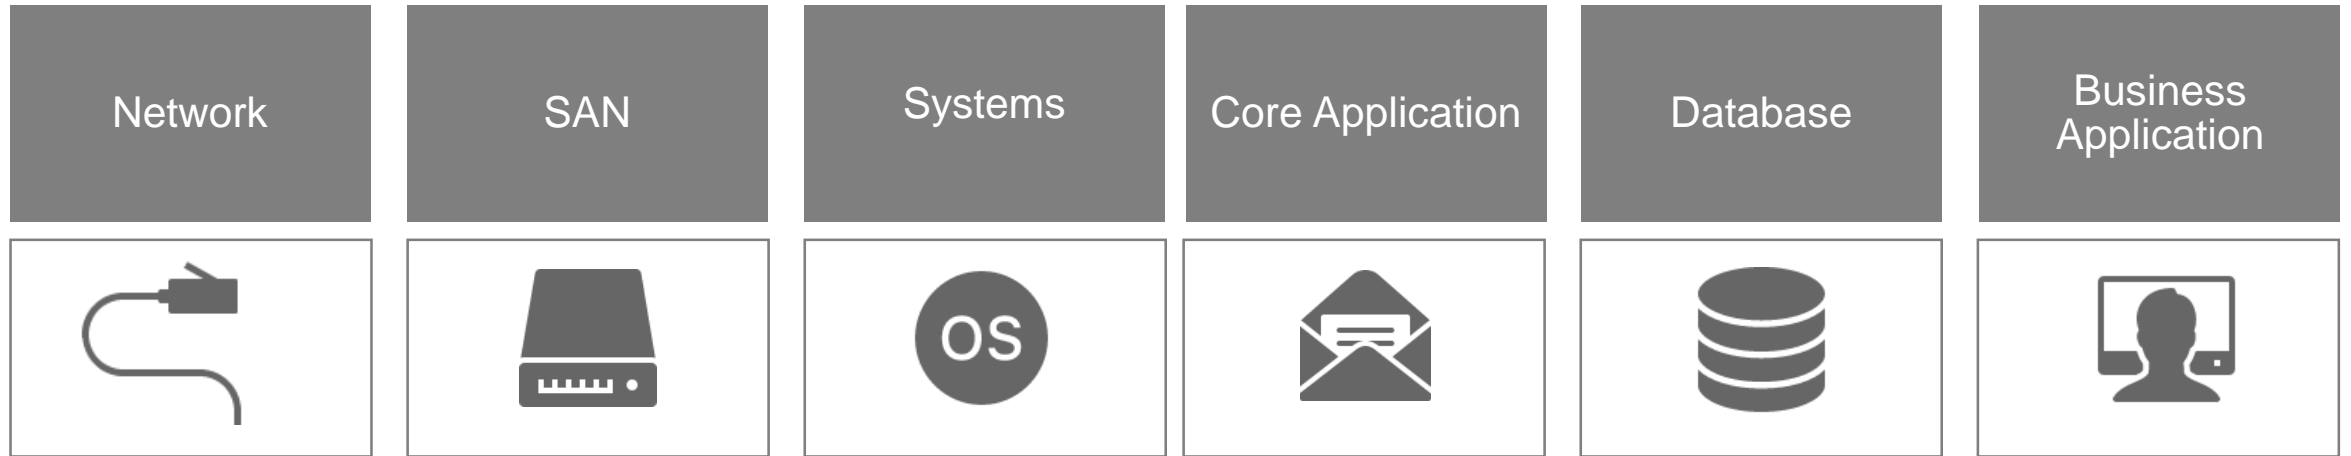 Network
SAN
Systems
Core Application
Database
Business
Application
OS